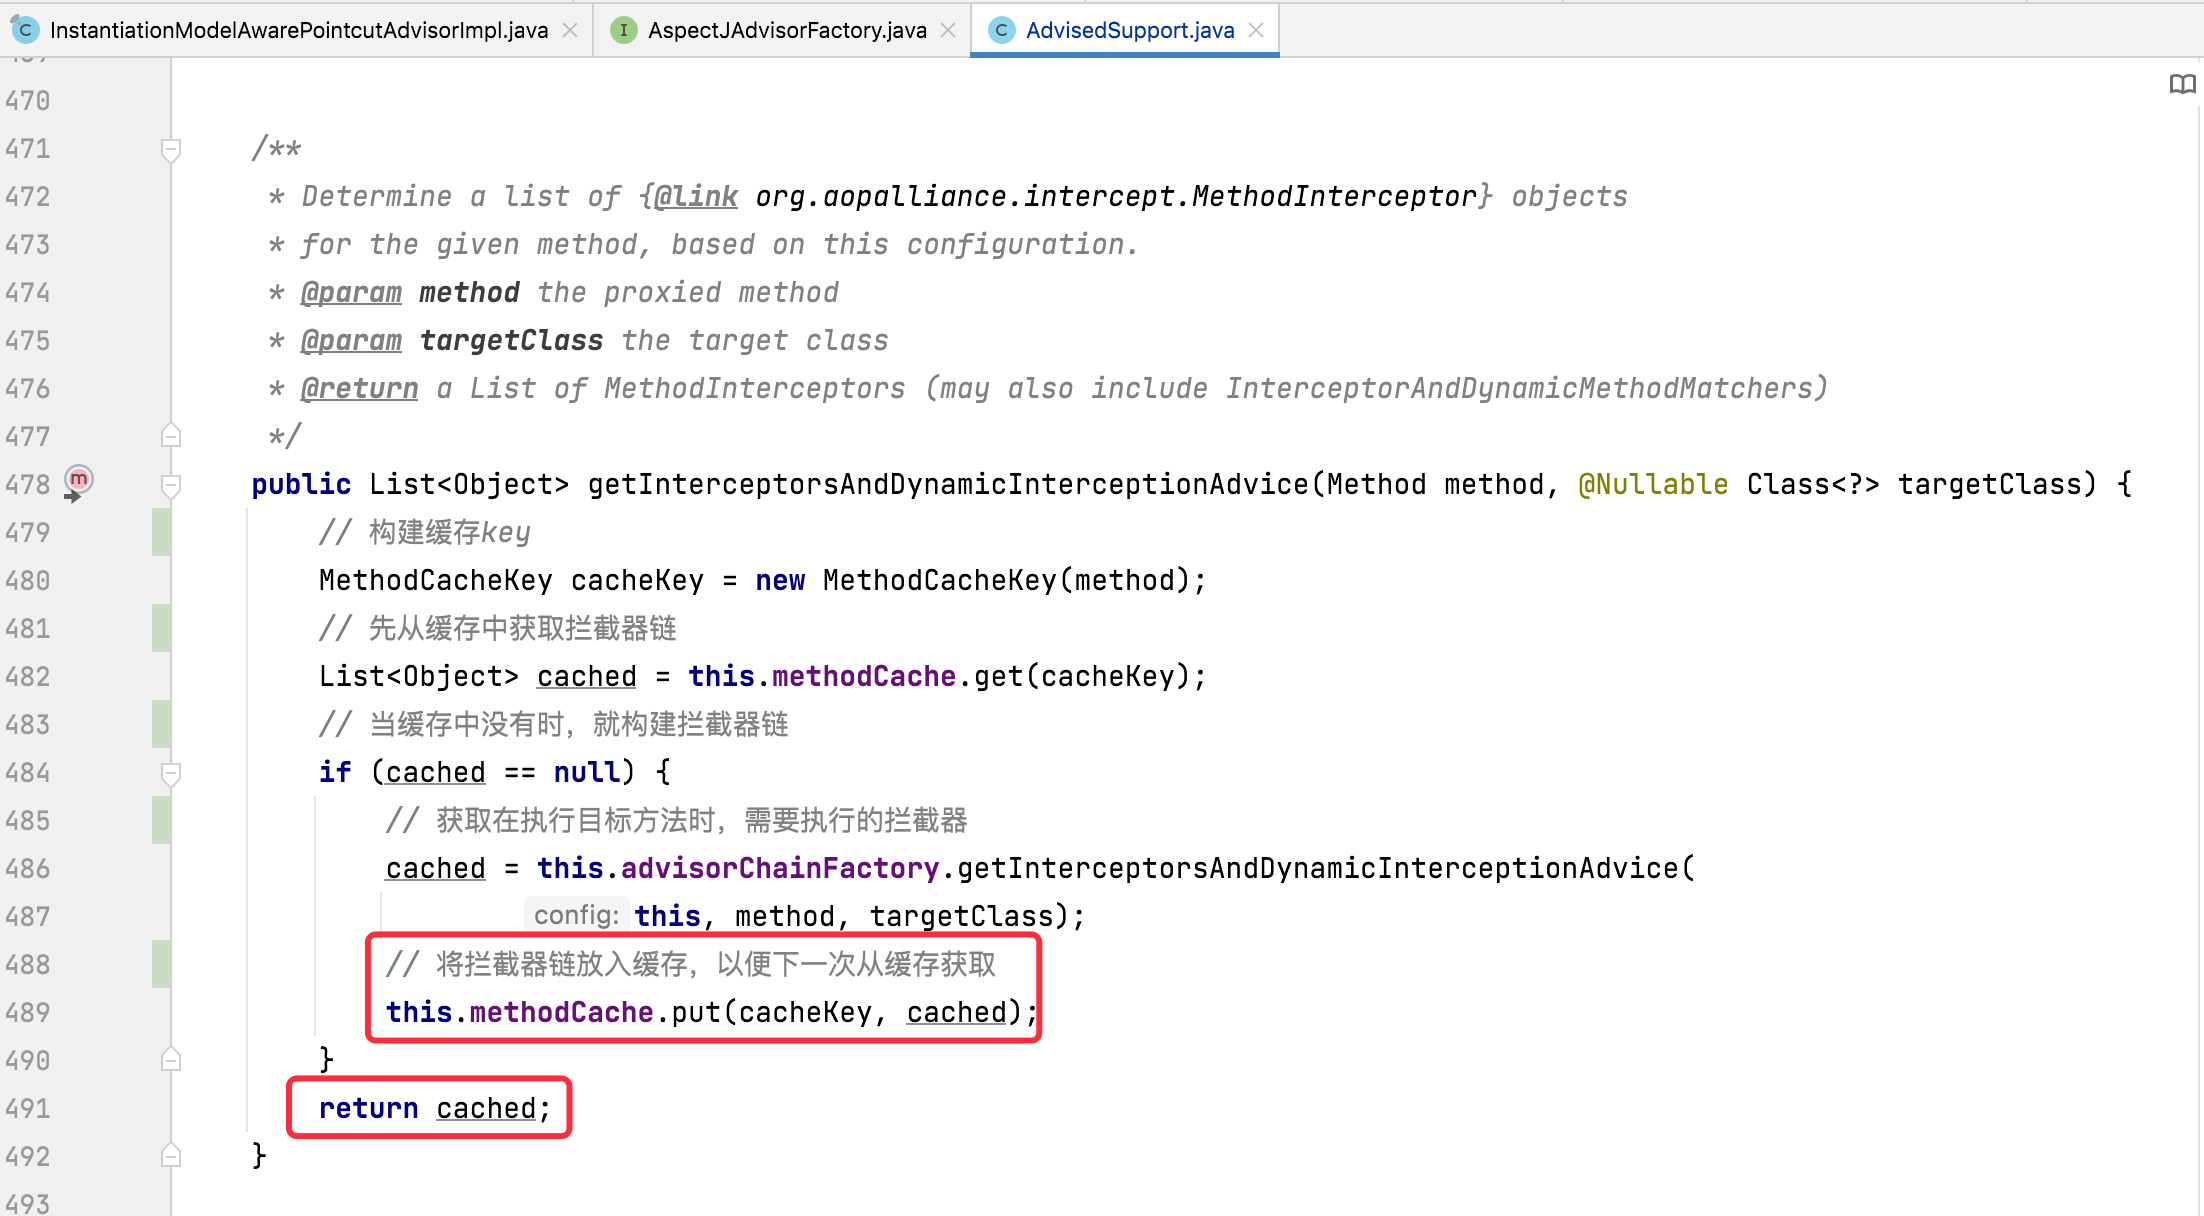 InstantiationModelAwarePointcutAdvisorImpl.java
AspectJAdvisorFactory.java
AdvisedSupport.java
470
471 /**
472 * Determine a list of {@link org.aopalliance.intercept.MethodInterceptor} objects
473 * for the given method, based on this configuration.
474 * @param method the proxied method
475 * @param targetClass the target class
476 * @return a List of MethodInterceptors (may also include InterceptorAndDynamicMethodMatchers)
477 */
478 public List<Object> getInterceptorsAndDynamicInterceptionAdvice(Method method, @Nullable Class<?> targetClass) {
479 // 构建缓存key
480 MethodCacheKey cacheKey = new MethodCacheKey(method);
481 // 先从缓存中获取拦截器链
482 List<Object> cached = this.methodCache.get(cacheKey);
483 // 当缓存中没有时，就构建拦截器链
484 if (cached == null) {
485 // 获取在执行目标方法时，需要执行的拦截器
486 cached = this.advisorChainFactory.getInterceptorsAndDynamicInterceptionAdvice(
487 config: this, method, targetClass);
488 // 将拦截器链放入缓存，以便下一次从缓存获取
489 this.methodCache.put(cacheKey, cached);
490 }
491 return cached;
492 }
493